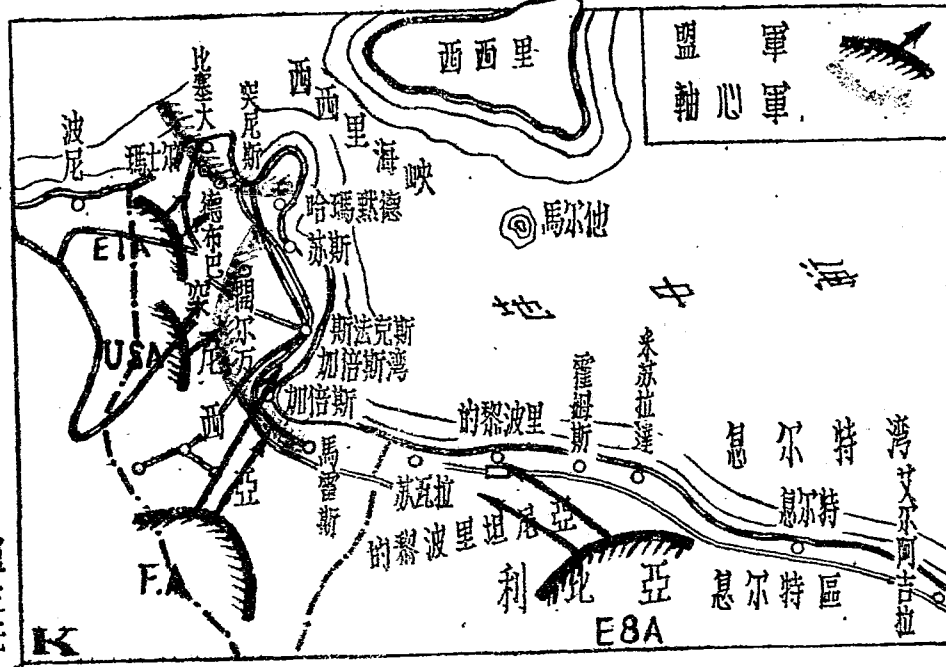 盟軍
軸心軍
西西里
西西里海峽
比塞大
突尼斯
波尼
瑪士爾
哈瑪黙德
苏斯
德布巴
開尔万
馬尔他
地中海
E1A
USA
突尼西亞
斯法克斯
加倍斯湾
加倍斯
馬雷斯
的黎波里
霍姆斯
米苏拉達
息尔特湾
息尔特
艾尔阿吉拉
苏瓦拉
的黎波里坦尼亞
利比亞
息尔特區
F.A
E8A
K